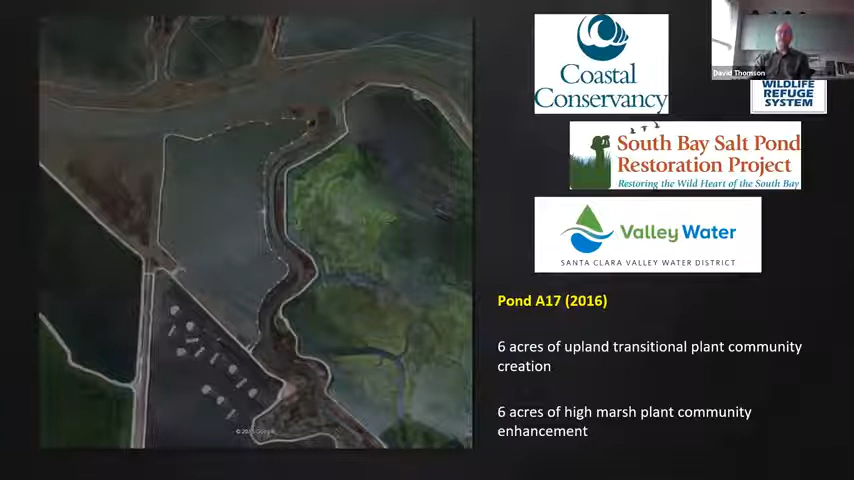 David Thomson
Coastal
Conservancy
WILDLIFE
REFUGE
SYSTEM
South Bay Salt Pond
Restoration Project
Restoring the Wild Heart of the South Bay
Valley Water
SANTA CLARA VALLEY WATER DISTRICT
Pond A17 (2016)
6 acres of upland transitional plant community
creation
6 acres of high marsh plant community
enhancement